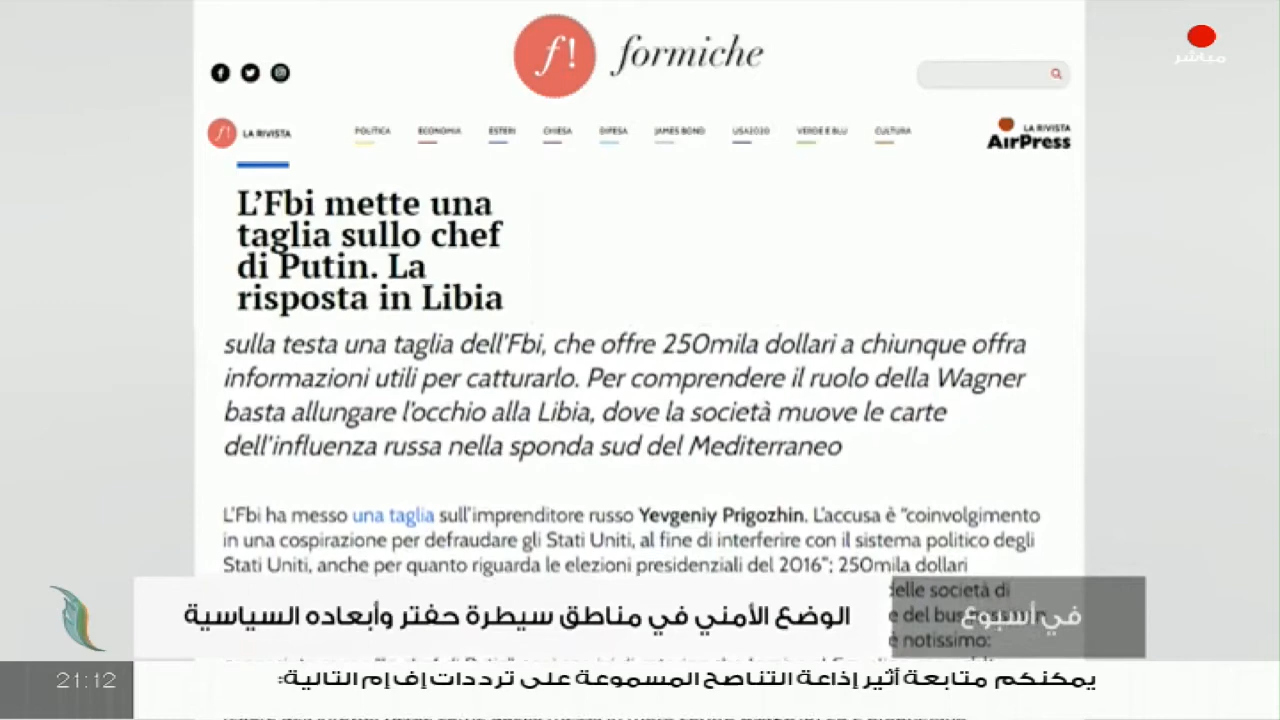 f! formiche
مباشر
f! LA RIVISTA
POLITICA ECONOMIA ESTERI CHIESA DIFESA JAMES BOND USA2020 VERDE E BLU CULTURA
LA RIVISTA
AIRPRESS
L'Fbi mette una
taglia sullo chef
di Putin. La
risposta in Libia
sulla testa una taglia dell'Fbi, che offre 250mila dollari a chiunque offra
informazioni utili per catturarlo. Per comprendere il ruolo della Wagner
basta allungare l'occhio alla Libia, dove la società muove le carte
dell'influenza russa nella sponda sud del Mediterraneo
L'Fbi ha messo una taglia sull'imprenditore russo Yevgeniy Prigozhin. L'accusa è "coinvolgimento
in una cospirazione per defraudare gli Stati Uniti, al fine di interferire con il sistema politico degli
Stati Uniti, anche per quanto riguarda le elezioni presidenziali del 2016"; 250mila dollari
delle società di
è notissimo:
في أسبوع
الوضع الأمني في مناطق سيطرة حفتر وأبعاده السياسية
21:12
يمكنكم متابعة أثير إذاعة التناصح المسموعة على ترددات إف إم التالية: